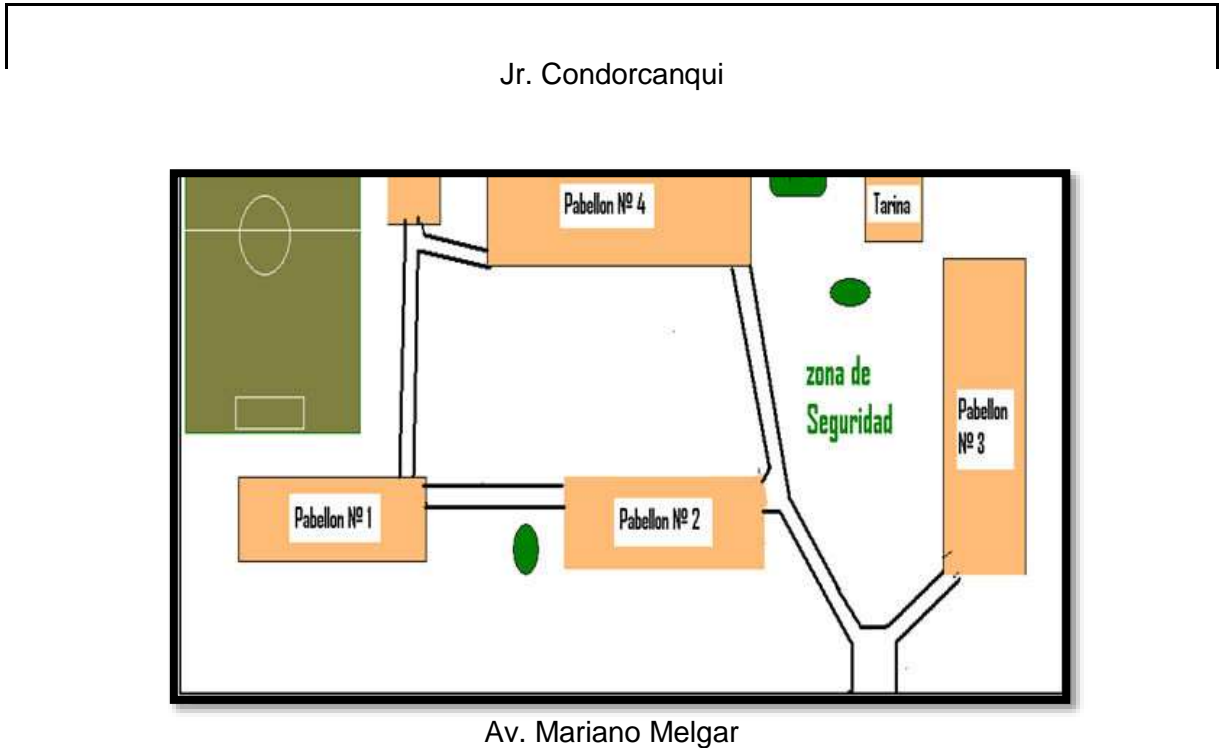 Jr. Condorcanqui
Pabellon Nº 4
Tarina
zona de
Seguridad
Pabellon
Nº 3
Pabellon Nº 1
Pabellon Nº 2
Av. Mariano Melgar